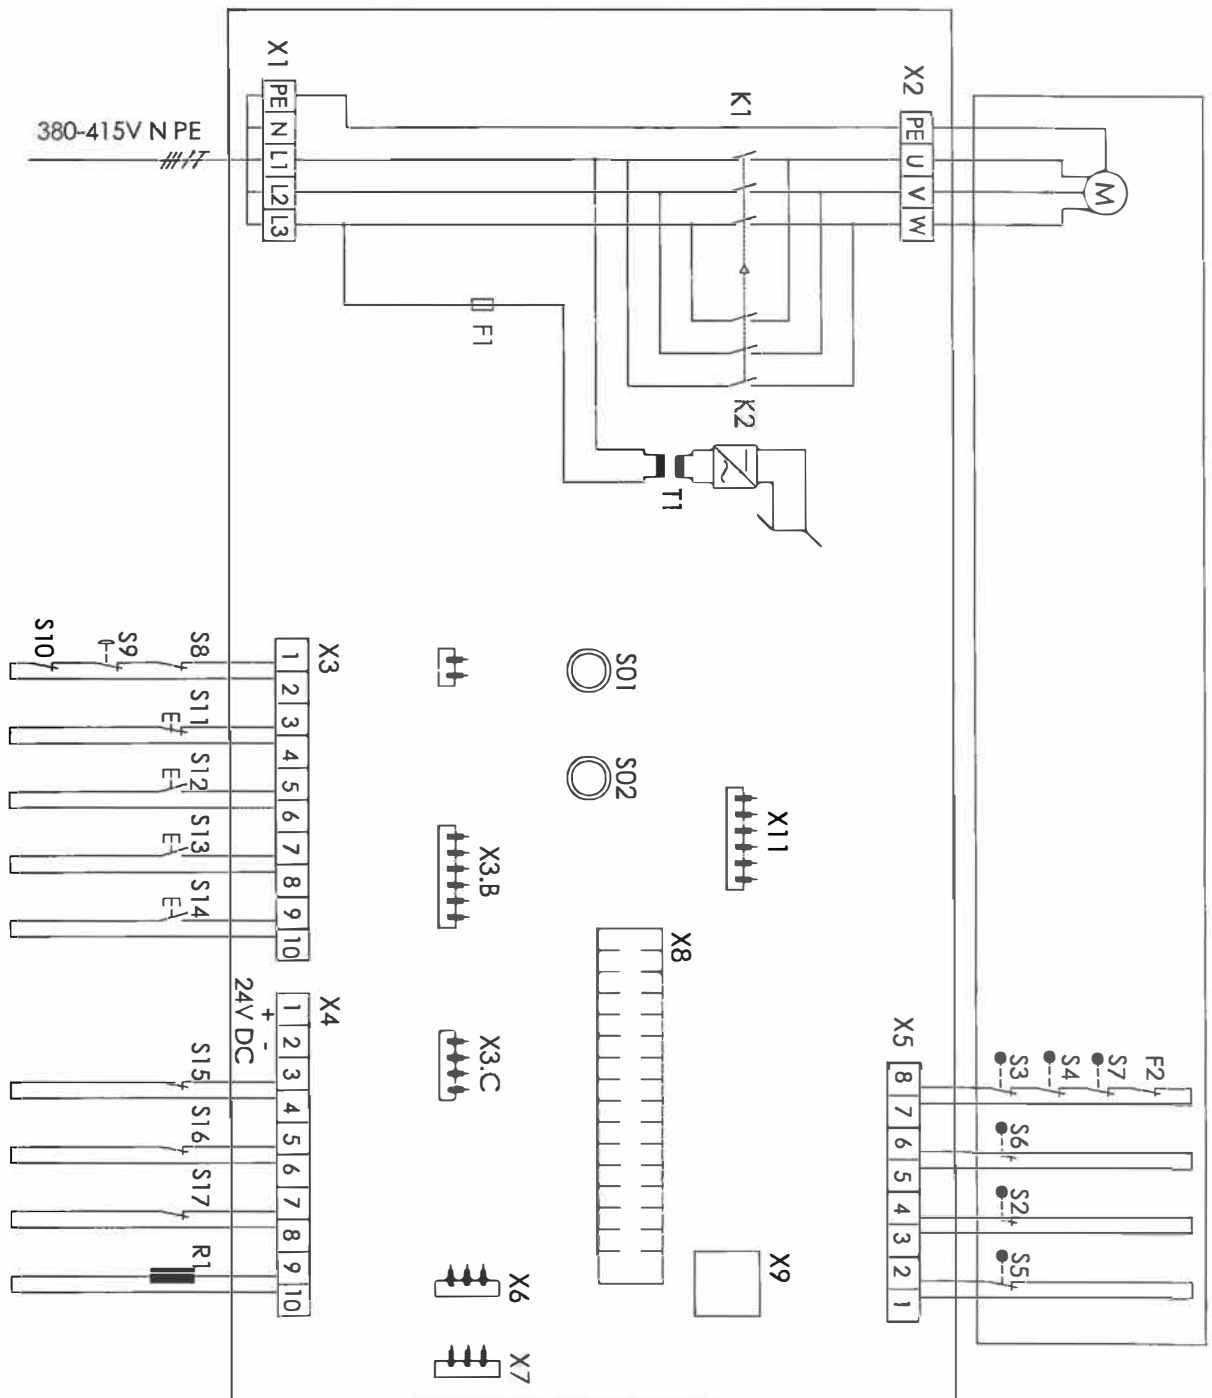 X1
PE
N
L1
L2
L3
380-415V N PE
K1
X2
PE
U
V
W
M
F1
K2
T1
S10
S9
S8
X3
1
2
3
4
5
6
7
8
9
10
S11
S12
S13
S14
SO1
SO2
X11
X3.B
X8
X3.C
24V DC
+ -
X4
1
2
3
4
5
6
7
8
9
10
S15
S16
S17
R1
X6
X7
X9
X5
8
7
6
5
4
3
2
1
S3
S4
S7
F2
S6
S2
S5